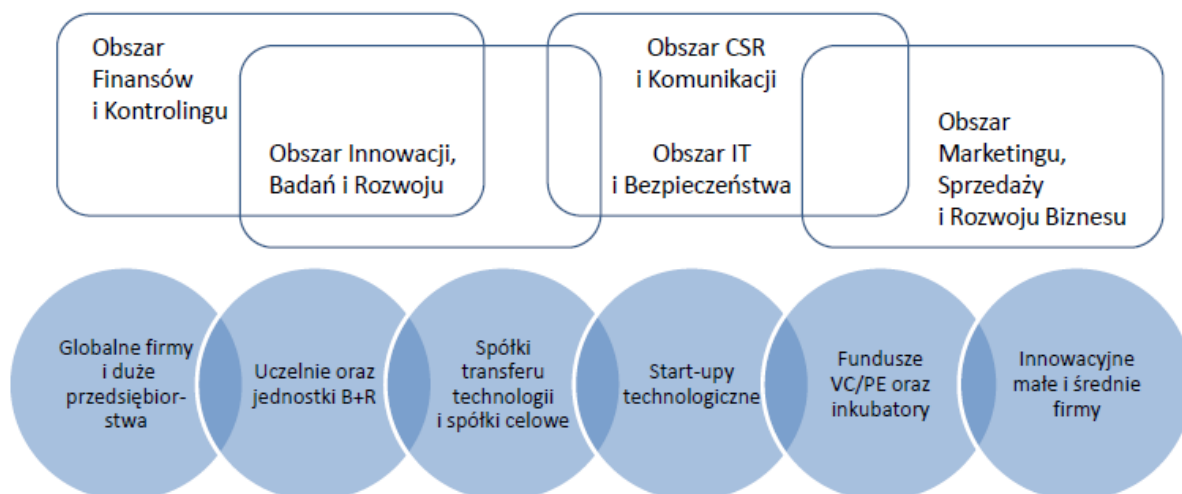 Obszar
Finansów
i Kontrolingu
Obszar Innowacji,
Badań i Rozwoju
Obszar CSR
i Komunikacji
Obszar IT
i Bezpieczeństwa
Obszar
Marketingu,
Sprzedaży
i Rozwoju Biznesu
Globalne firmy
i duże
przedsiębior-
stwa
Uczelnie oraz
jednostki B+R
Spółki
transferu
technologii
i spółki celowe
Start-upy
technologiczne
Fundusze
VC/PE oraz
inkubatory
Innowacyjne
małe i średnie
firmy